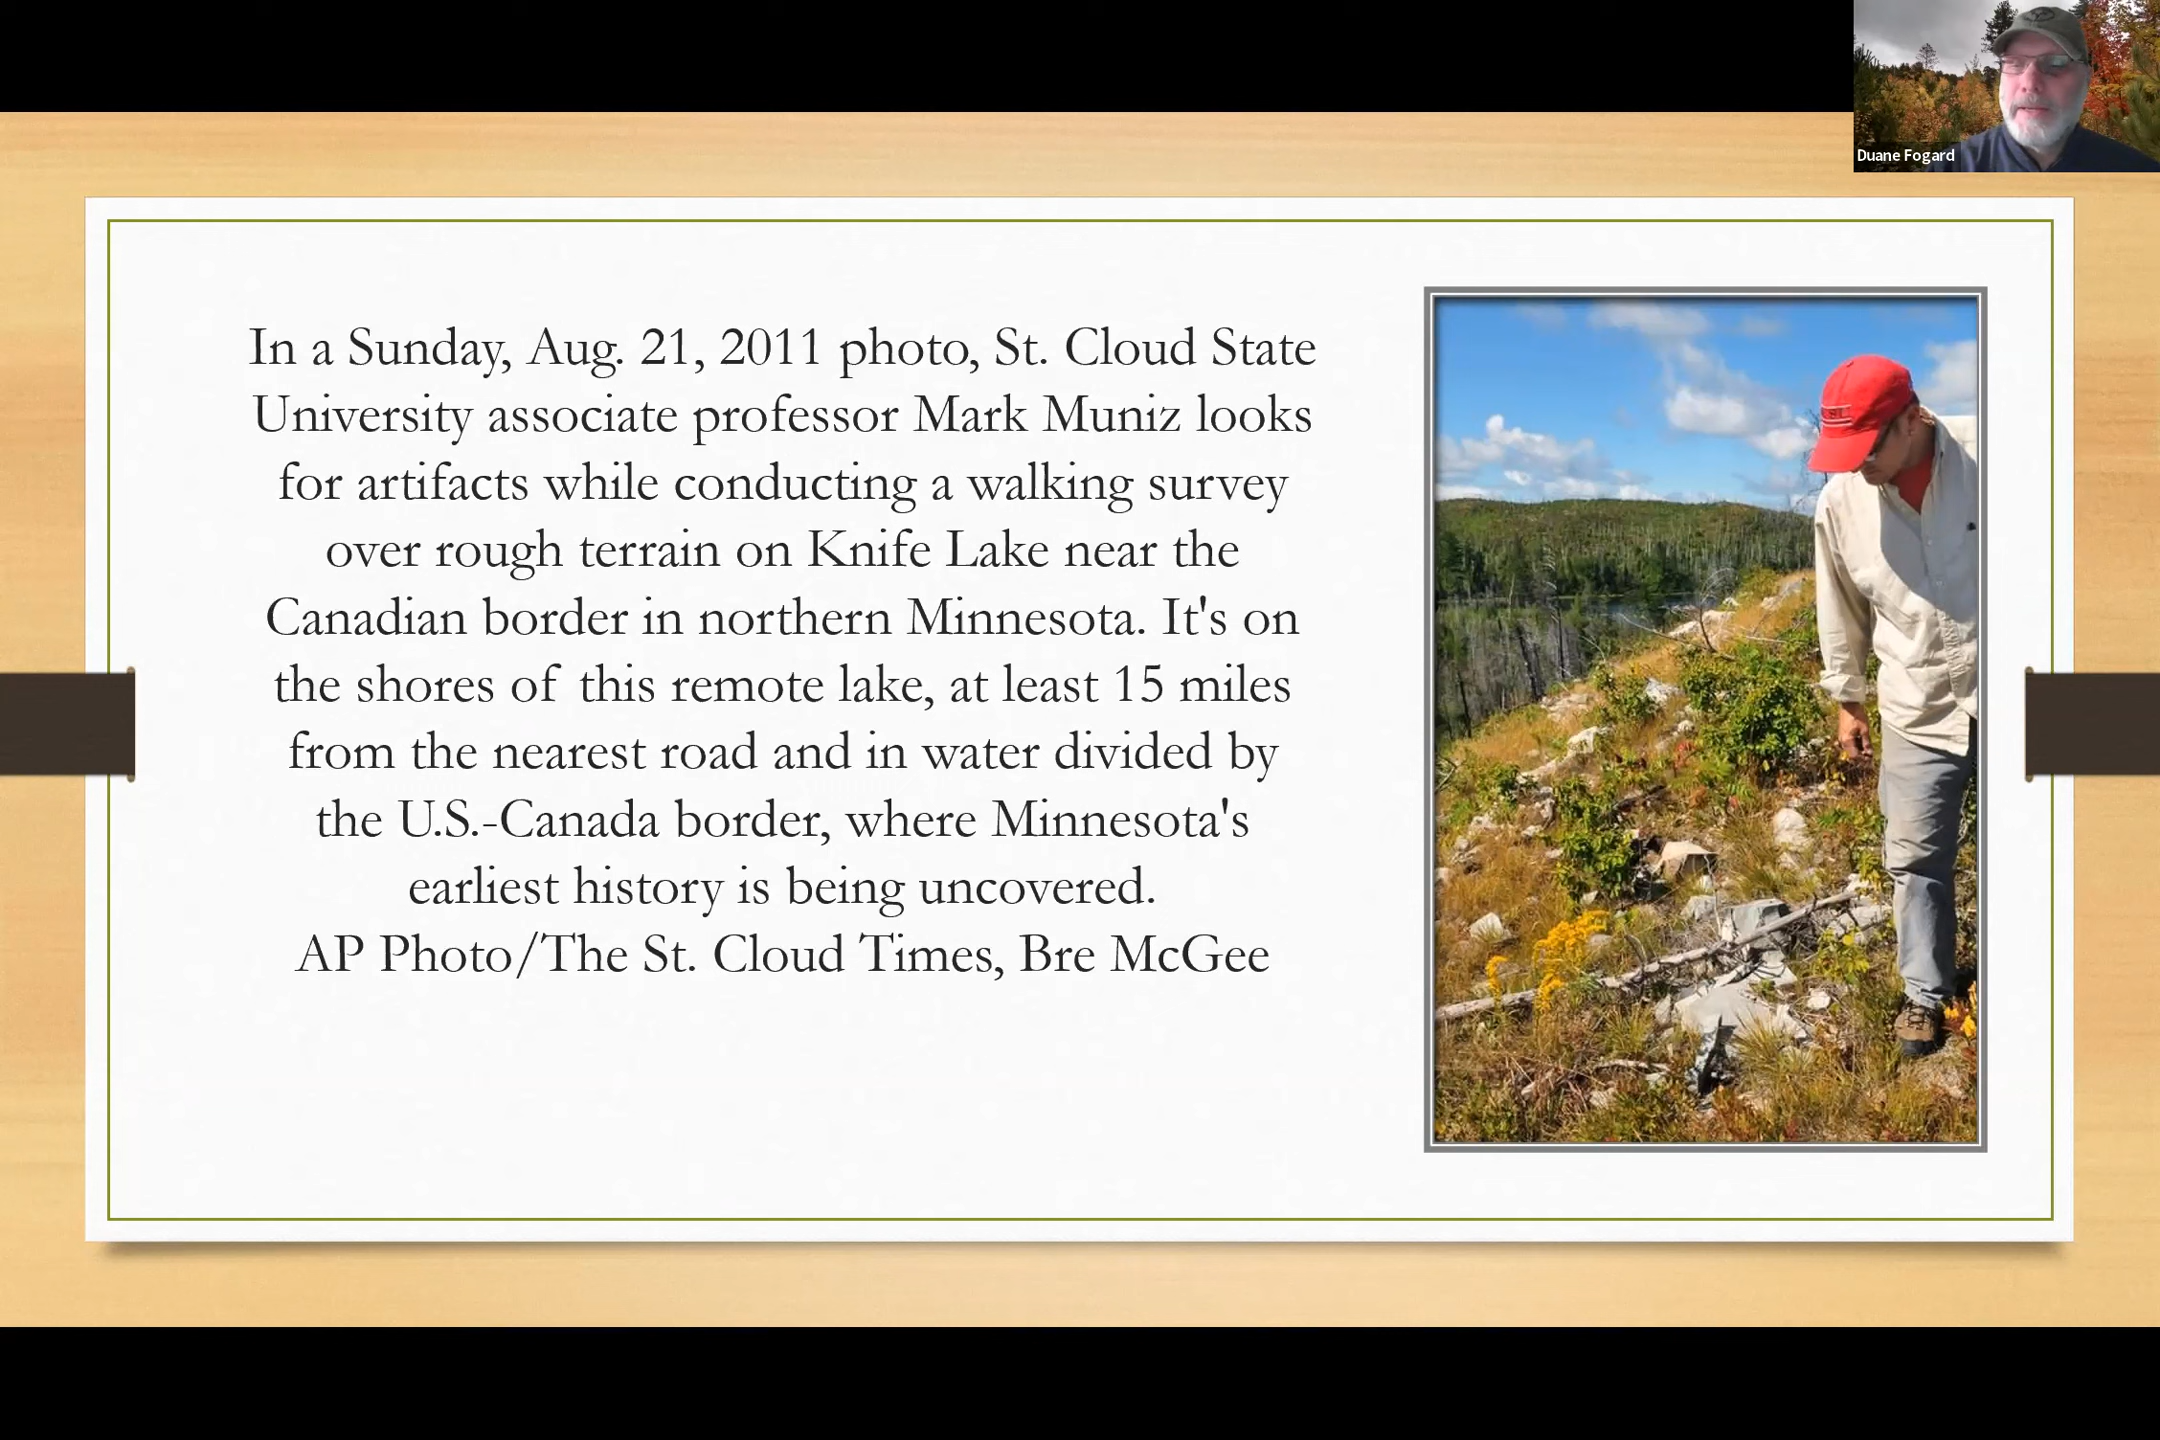 Duane Fogard
In a Sunday, Aug. 21, 2011 photo, St. Cloud State
University associate professor Mark Muniz looks
for artifacts while conducting a walking survey
over rough terrain on Knife Lake near the
Canadian border in northern Minnesota. It's on
the shores of this remote lake, at least 15 miles
from the nearest road and in water divided by
the U.S.-Canada border, where Minnesota's
earliest history is being uncovered.
AP Photo/The St. Cloud Times, Bre McGee